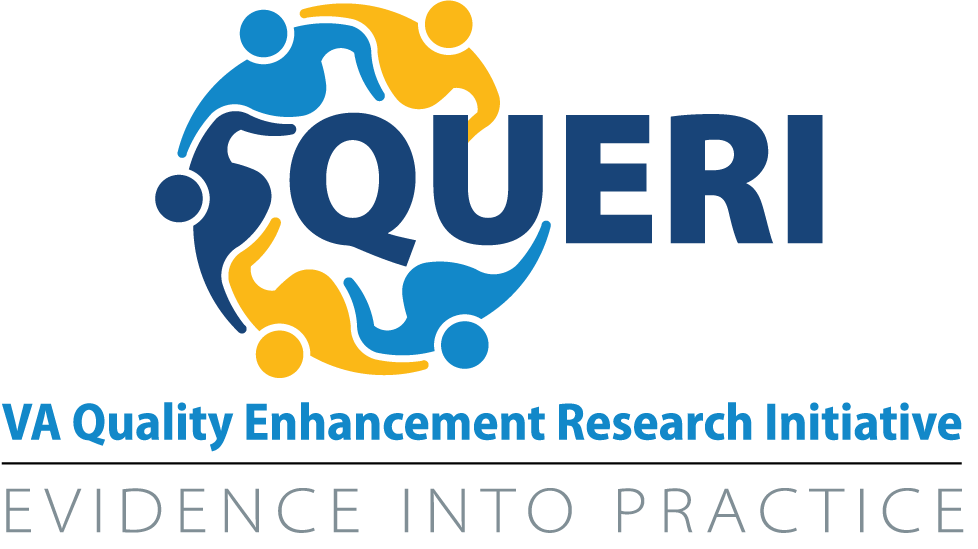 QUERI
VA Quality Enhancement Research Initiative
EVIDENCE INTO PRACTICE